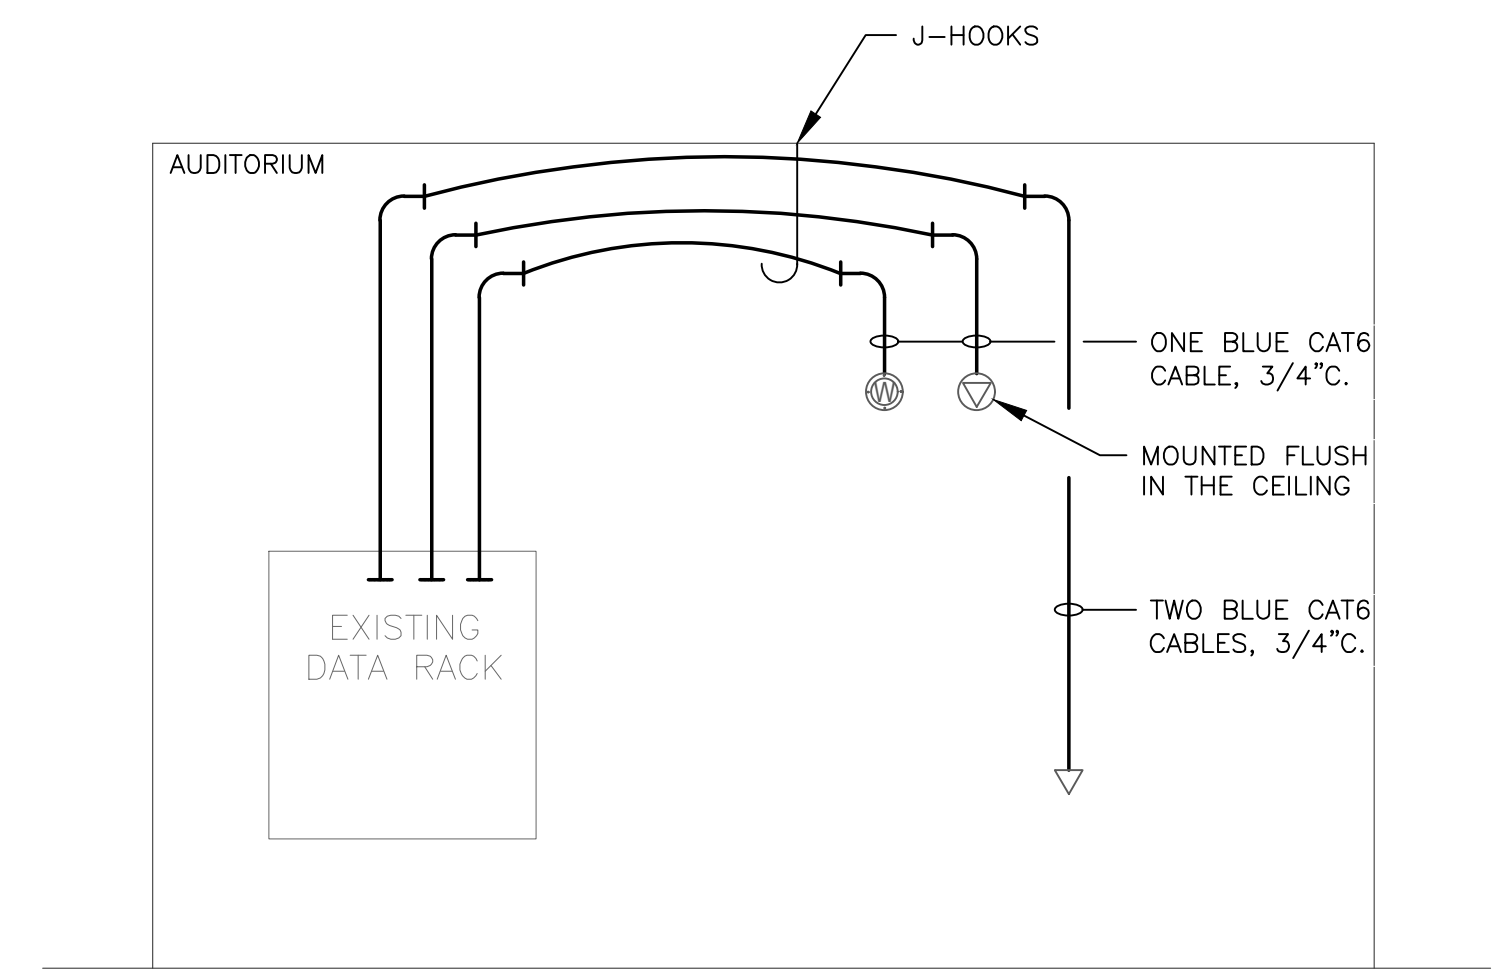 J-HOOKS
AUDITORIUM
ONE BLUE CAT6
CABLE, 3/4"C.
W
MOUNTED FLUSH
IN THE CEILING
TWO BLUE CAT6
CABLES, 3/4"C.
EXISTING
DATA RACK